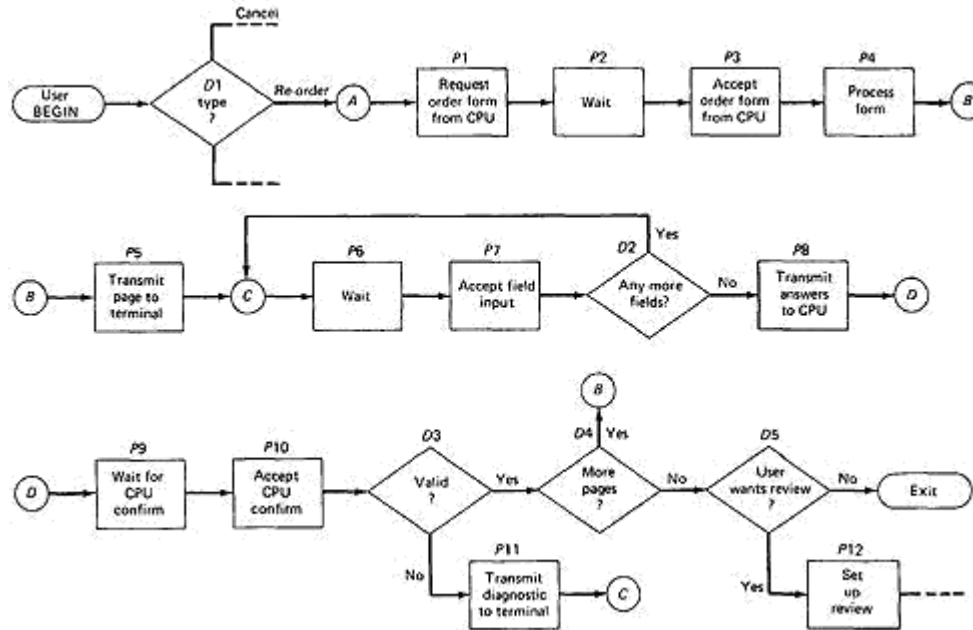 Cancel
User
BEGIN
D1
type
?
Re-order
A
P1
Request
order form
from CPU
P2
Wait
P3
Accept
order form
from CPU
P4
Process
form
B
B
P5
Transmit
page to
terminal
C
P6
Wait
P7
Accept field
input
D2
Any more
fields?
Yes
No
P8
Transmit
answers
to CPU
D
D
P9
Wait for
CPU
confirm
P10
Accept
CPU
confirm
D3
Valid
?
Yes
No
P11
Transmit
diagnostic
to terminal
C
B
D4
Yes
More
pages
?
No
D5
User
wants review
?
No
Exit
Yes
P12
Set
up
review